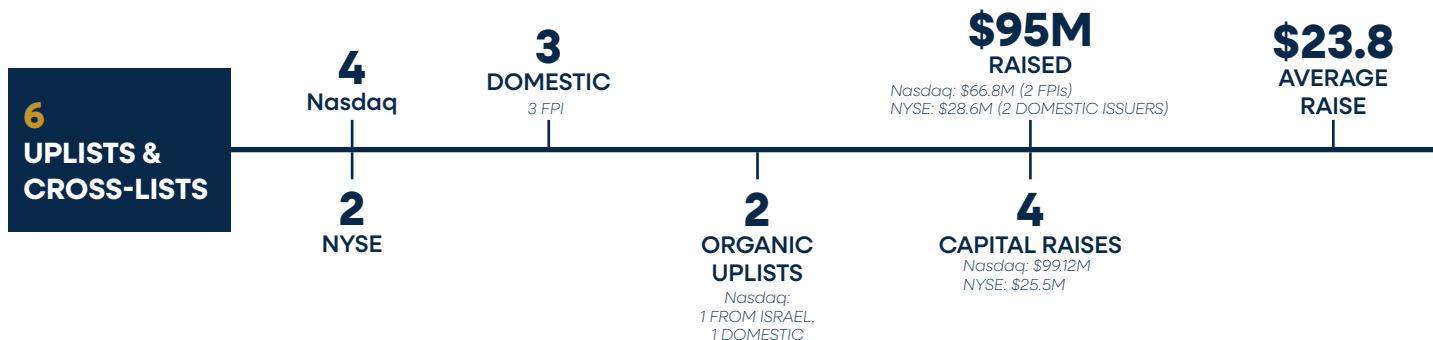 6
UPLISTS &
CROSS-LISTS
4
Nasdaq
2
NYSE
3
DOMESTIC
3 FPI
2
ORGANIC
UPLISTS
Nasdaq:
1 FROM ISRAEL,
1 DOMESTIC
$95M
RAISED
Nasdaq: $66.8M (2 FPIs)
NYSE: $28.6M (2 DOMESTIC ISSUERS)
4
CAPITAL RAISES
Nasdaq: $99.12M
NYSE: $25.5M
$23.8
AVERAGE
RAISE